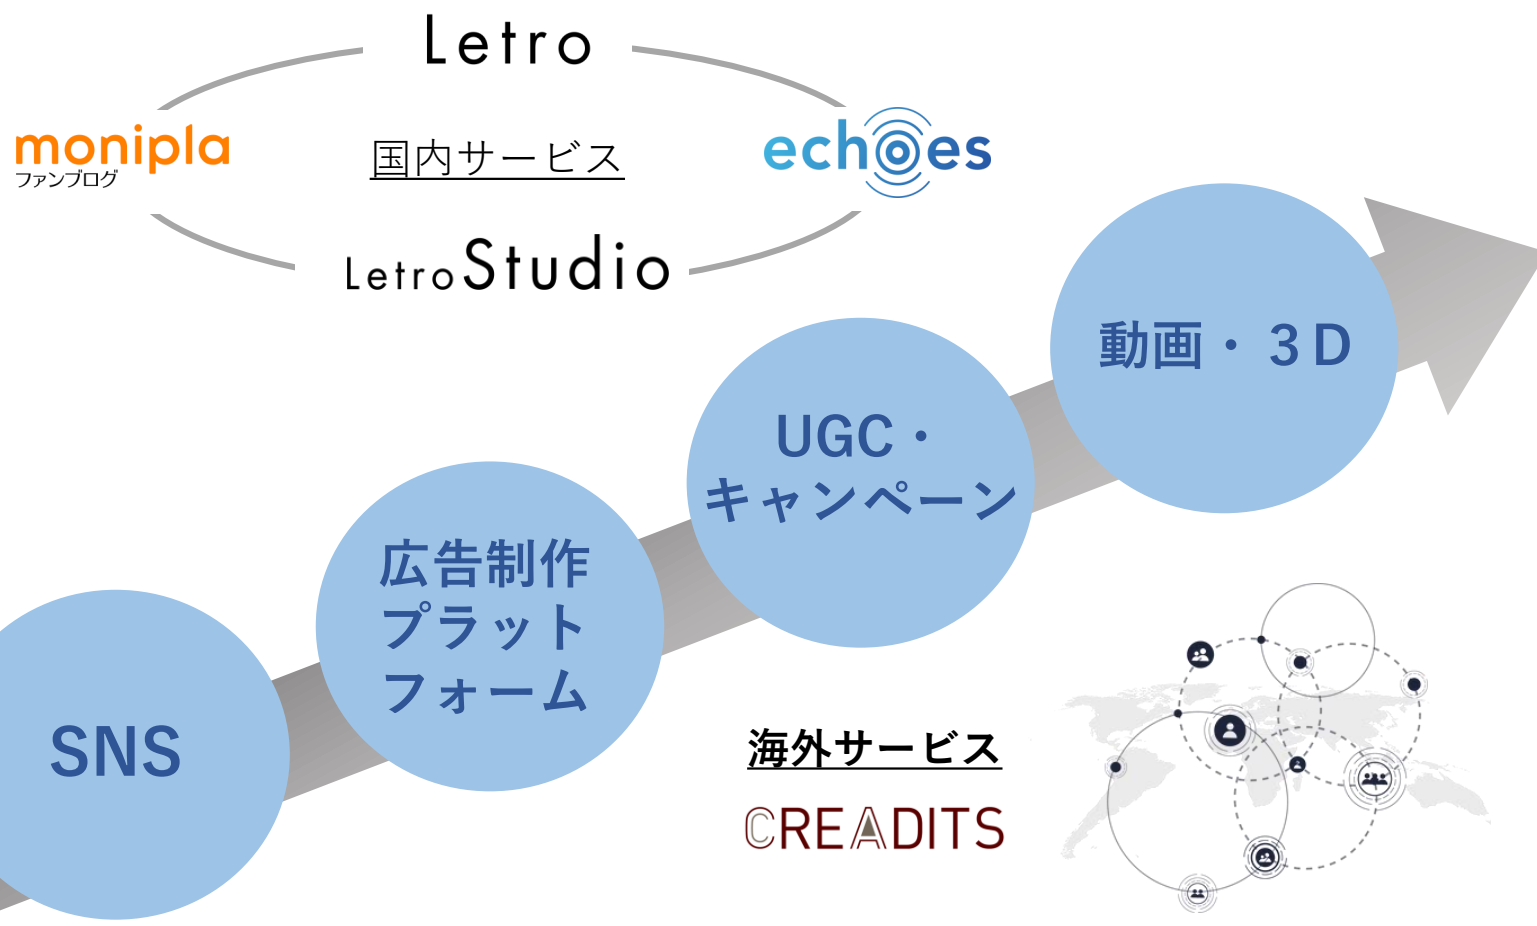 Letro
monipla
ファンブログ
国内サービス
echoes
LetroStudio
動画・３D
UGC・
キャンペーン
広告制作
プラット
フォーム
SNS
海外サービス
CREADITS